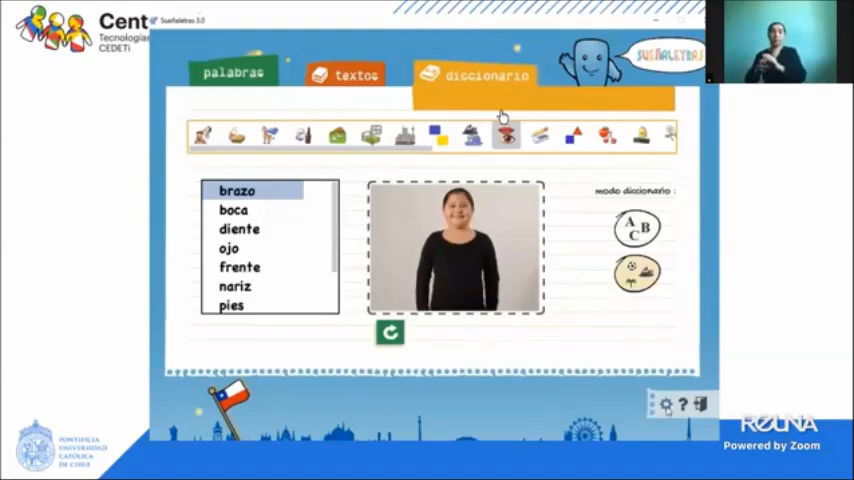 Cent
Tecnologías
CEDETi
Sueñaletras 3.0
palabras
textos
diccionario
SUEÑALETRAS
brazo
boca
diente
ojo
frente
nariz
pies
modo diccionario :
A B C
?
PONTIFICIA
UNIVERSIDAD
CATÓLICA
DE CHILE
REUNA
Powered by Zoom